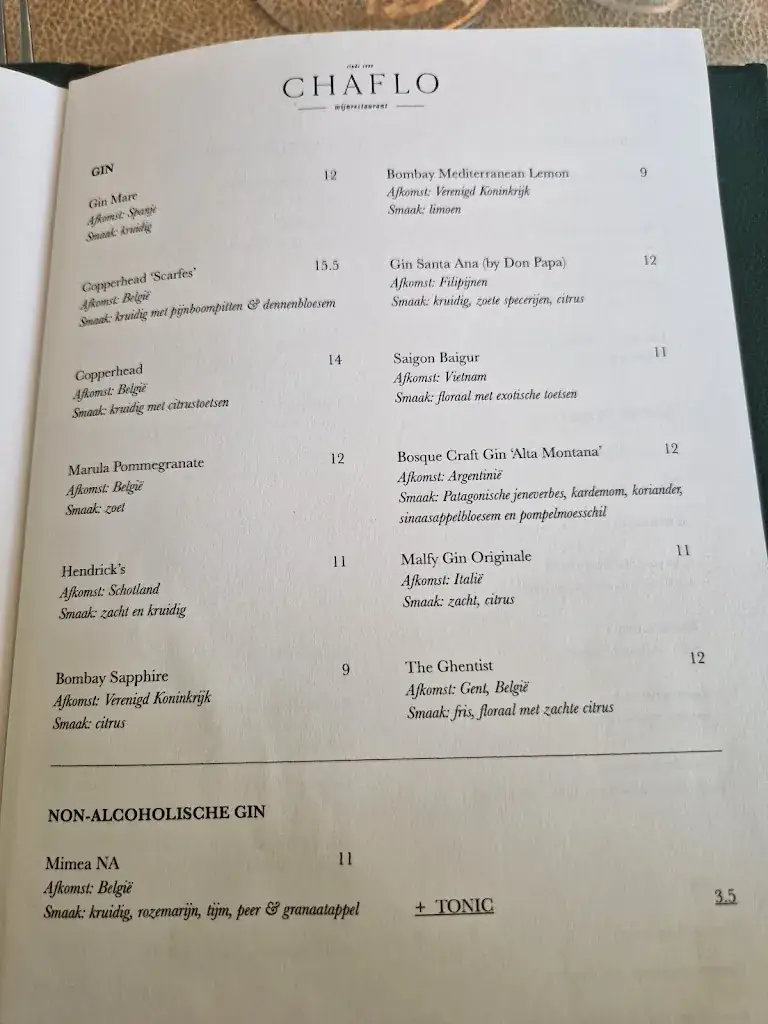 sinds 1999
CHAFLO
wijnrestaurant
GIN
Gin Mare 12
Afkomst: Spanje
Smaak: kruidig
Copperhead 'Scarfes' 15.5
Afkomst: België
Smaak: kruidig met pijnboompitten & dennenbloesem
Copperhead 14
Afkomst: België
Smaak: kruidig met citrustoetsen
Marula Pommegranate 12
Afkomst: België
Smaak: zoet
Hendrick's 11
Afkomst: Schotland
Smaak: zacht en kruidig
Bombay Sapphire 9
Afkomst: Verenigd Koninkrijk
Smaak: citrus
Bombay Mediterranean Lemon 9
Afkomst: Verenigd Koninkrijk
Smaak: limoen
Gin Santa Ana (by Don Papa) 12
Afkomst: Filipijnen
Smaak: kruidig, zoete specerijen, citrus
Saigon Baigur 11
Afkomst: Vietnam
Smaak: floraal met exotische toetsen
Bosque Craft Gin 'Alta Montana' 12
Afkomst: Argentinië
Smaak: Patagonische jeneverbes, kardemom, koriander,
sinaasappelbloesem en pompelmoesschil
Malfy Gin Originale 11
Afkomst: Italië
Smaak: zacht, citrus
The Ghentist 12
Afkomst: Gent, België
Smaak: fris, floraal met zachte citrus
NON-ALCOHOLISCHE GIN
Mimea NA 11
Afkomst: België
Smaak: kruidig, rozemarijn, tijm, peer & granaatappel
+ TONIC 3.5